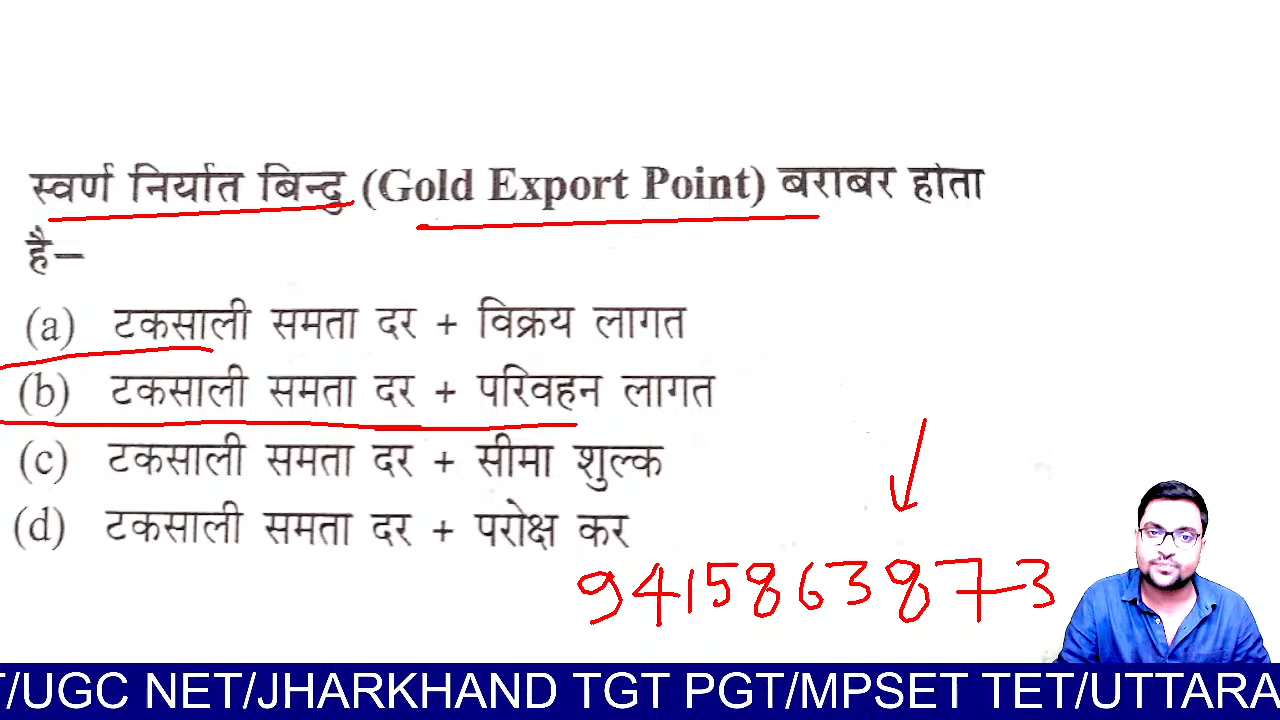 स्वर्ण निर्यात बिन्दु (Gold Export Point) बराबर होता
है–
(a) टकसाली समता दर + विक्रय लागत
(b) टकसाली समता दर + परिवहन लागत
(c) टकसाली समता दर + सीमा शुल्क
(d) टकसाली समता दर + परोक्ष कर
9415863873
T/UGC NET/JHARKHAND TGT PGT/MPSET TET/UTTARA